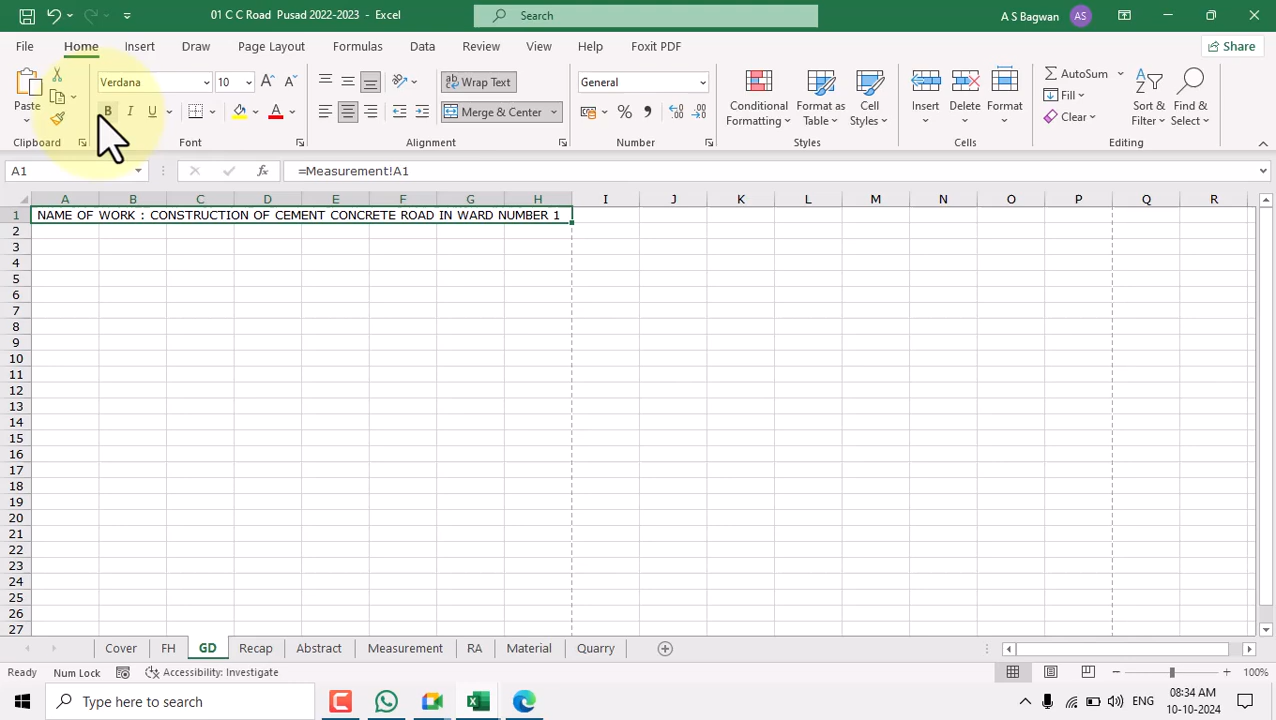 01 C C Road Pusad 2022-2023 - Excel
Search
A S Bagwan AS
File Home Insert Draw Page Layout Formulas Data Review View Help Foxit PDF Share
Paste
Clipboard
Verdana 10
B I U
Font
Wrap Text
Merge & Center
Alignment
General
Number
Conditional Formatting
Format as Table
Cell Styles
Styles
Insert Delete Format
Cells
AutoSum
Fill
Clear
Sort & Filter
Find & Select
Editing
A1 fx =Measurement!A1
A B C D E F G H I J K L M N O P Q R
1 NAME OF WORK : CONSTRUCTION OF CEMENT CONCRETE ROAD IN WARD NUMBER 1
2
3
4
5
6
7
8
9
10
11
12
13
14
15
16
17
18
19
20
21
22
23
24
25
26
27
Cover FH GD Recap Abstract Measurement RA Material Quarry
Ready Num Lock Accessibility: Investigate 100%
Type here to search ENG 08:34 AM
10-10-2024